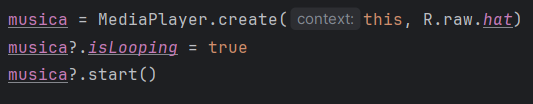 musica = MediaPlayer.create( context: this, R.raw.hat)
musica?.isLooping = true
musica?.start()